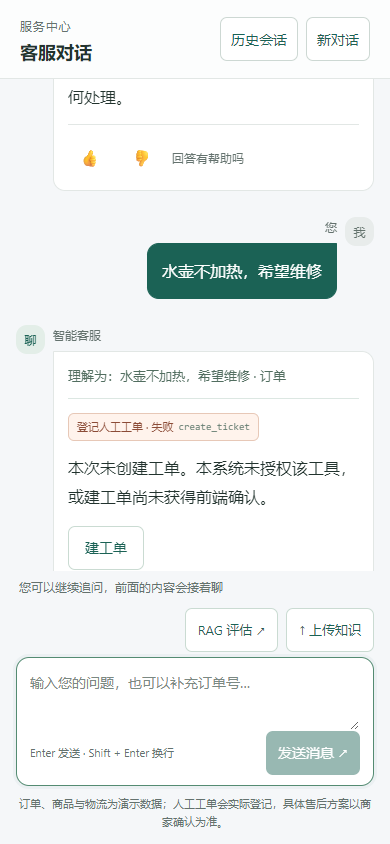 服务中心
客服对话
历史会话
新对话
何处理。
👍
👎
回答有帮助吗
您
我
水壶不加热，希望维修
聊
智能客服
理解为：水壶不加热，希望维修 · 订单
登记人工工单 · 失败 create_ticket
本次未创建工单。本系统未授权该工具，
或建工单尚未获得前端确认。
建工单
您可以继续追问，前面的内容会接着聊
RAG 评估 ↗
↑ 上传知识
输入您的问题，也可以补充订单号...
Enter 发送 · Shift + Enter 换行
发送消息 ↗
订单、商品与物流为演示数据；人工工单会实际登记，具体售后方案以商
家确认为准。